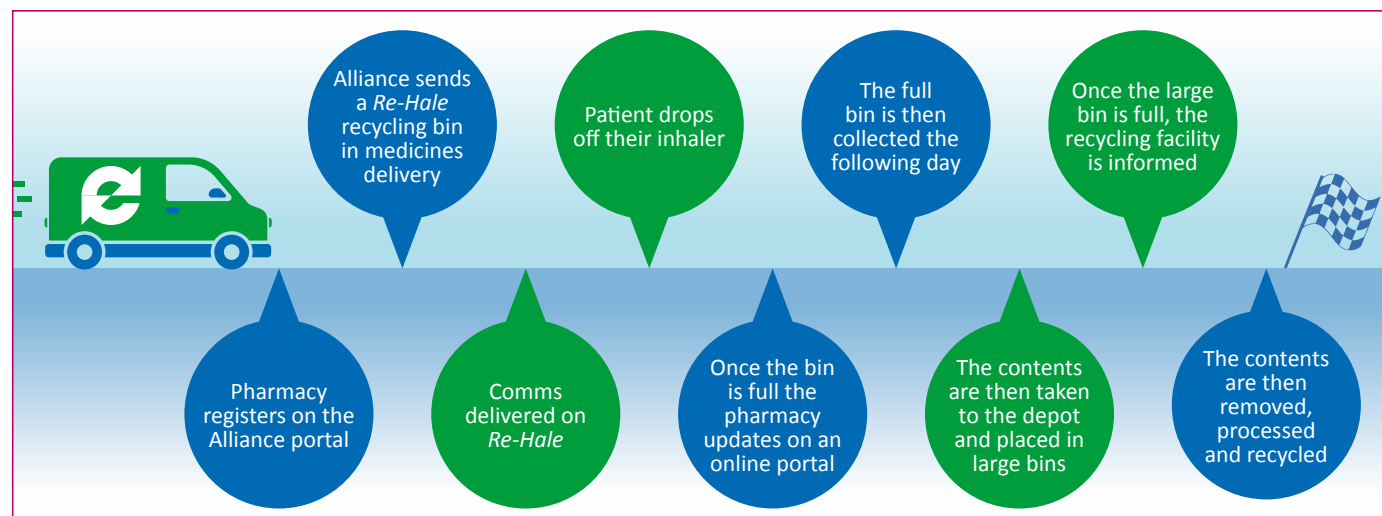 Pharmacy
registers on the
Alliance portal
Alliance sends
a Re-Hale
recycling bin
in medicines
delivery
Comms
delivered on
Re-Hale
Patient drops
off their inhaler
Once the bin
is full the
pharmacy
updates on an
online portal
The full
bin is then
collected the
following day
The contents
are then taken
to the depot
and placed in
large bins
Once the large
bin is full, the
recycling facility
is informed
The contents
are then
removed,
processed
and recycled